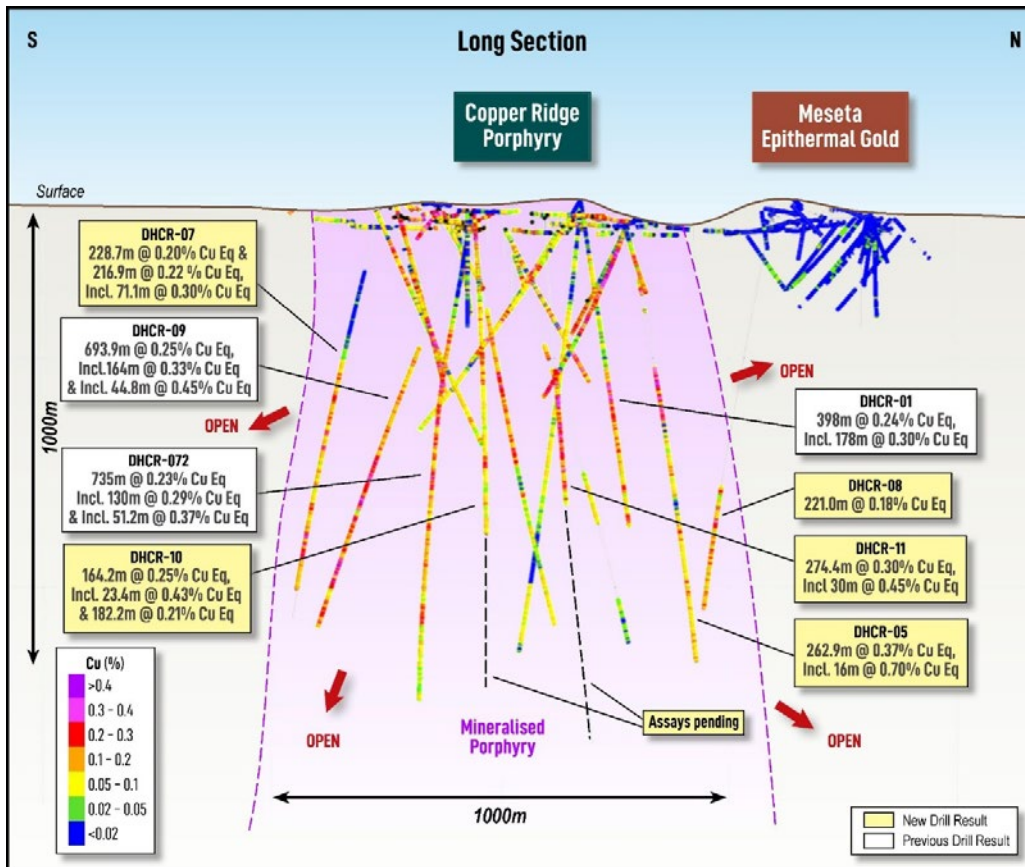 S
Long Section
N
Copper Ridge
Porphyry
Meseta
Epithermal Gold
Surface
DHCR-07
228.7m @ 0.20% Cu Eq &
216.9m @ 0.22 % Cu Eq,
Incl. 71.1m @ 0.30% Cu Eq
DHCR-09
693.9m @ 0.25% Cu Eq,
Incl.164m @ 0.33% Cu Eq
& Incl. 44.8m @ 0.45% Cu Eq
OPEN
1000m
DHCR-072
735m @ 0.23% Cu Eq
Incl. 130m @ 0.29% Cu Eq
& Incl. 51.2m @ 0.37% Cu Eq
DHCR-10
164.2m @ 0.25% Cu Eq,
Incl. 23.4m @ 0.43% Cu Eq
& 182.2m @ 0.21% Cu Eq
OPEN
DHCR-01
398m @ 0.24% Cu Eq,
Incl. 178m @ 0.30% Cu Eq
DHCR-08
221.0m @ 0.18% Cu Eq
DHCR-11
274.4m @ 0.30% Cu Eq,
Incl 30m @ 0.45% Cu Eq
DHCR-05
262.9m @ 0.37% Cu Eq,
Incl. 16m @ 0.70% Cu Eq
Cu (%)
>0.4
0.3 - 0.4
0.2 - 0.3
0.1 - 0.2
0.05 - 0.1
0.02 - 0.05
<0.02
OPEN
Mineralised
Porphyry
Assays pending
OPEN
1000m
New Drill Result
Previous Drill Result